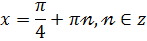 x = π/4 + πn, n ∈ z